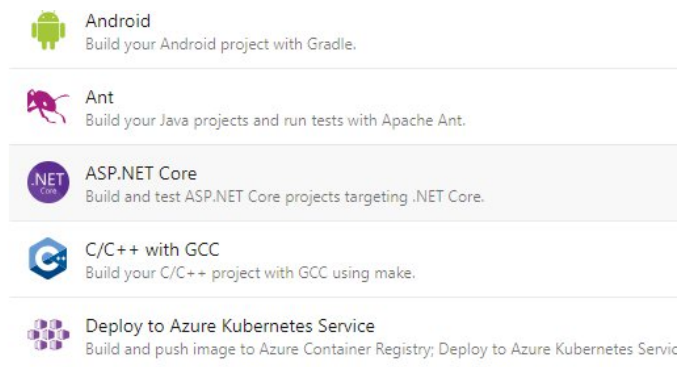 Android
Build your Android project with Gradle.
Ant
Build your Java projects and run tests with Apache Ant.
.NET
Core
ASP.NET Core
Build and test ASP.NET Core projects targeting .NET Core.
C++
C/C++ with GCC
Build your C/C++ project with GCC using make.
Deploy to Azure Kubernetes Service
Build and push image to Azure Container Registry; Deploy to Azure Kubernetes Servic